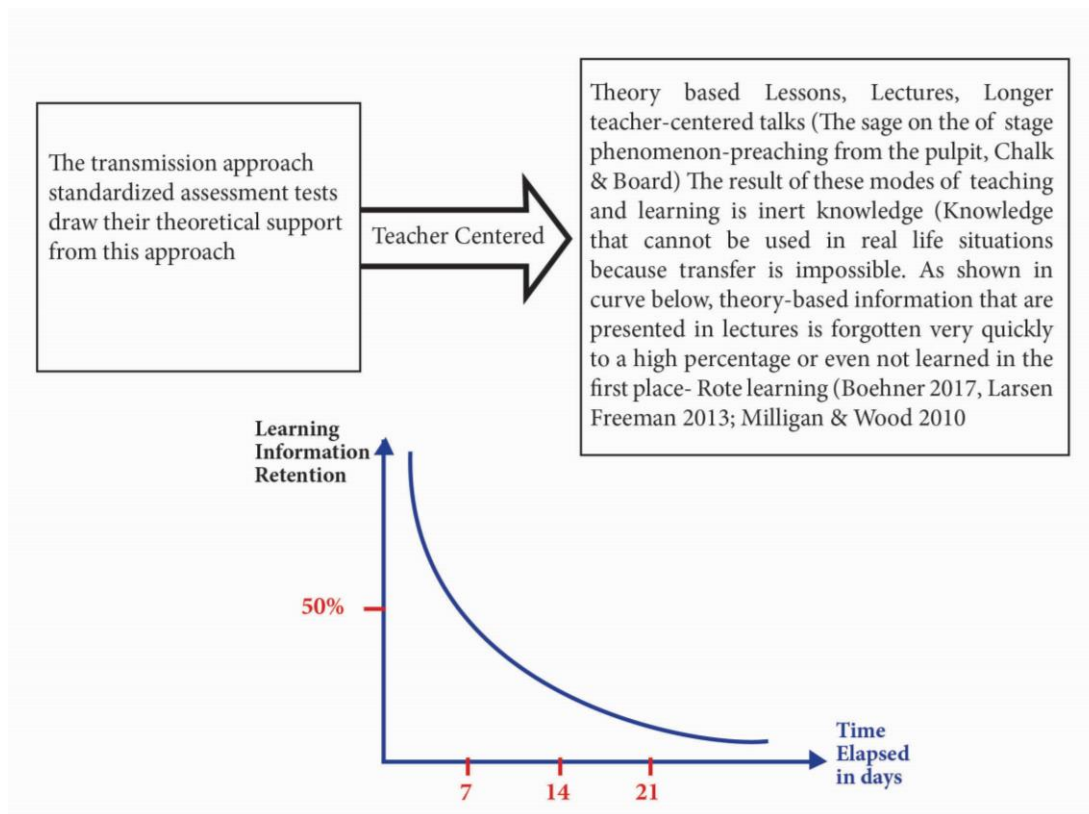 The transmission approach
standardized assessment tests
draw their theoretical support
from this approach
Teacher Centered
Theory based Lessons, Lectures, Longer
teacher-centered talks (The sage on the of stage
phenomenon-preaching from the pulpit, Chalk
& Board) The result of these modes of teaching
and learning is inert knowledge (Knowledge
that cannot be used in real life situations
because transfer is impossible. As shown in
curve below, theory-based information that are
presented in lectures is forgotten very quickly
to a high percentage or even not learned in the
first place- Rote learning (Boehner 2017, Larsen
Freeman 2013; Milligan & Wood 2010
Learning
Information
Retention
50%
7
14
21
Time
Elapsed
in days